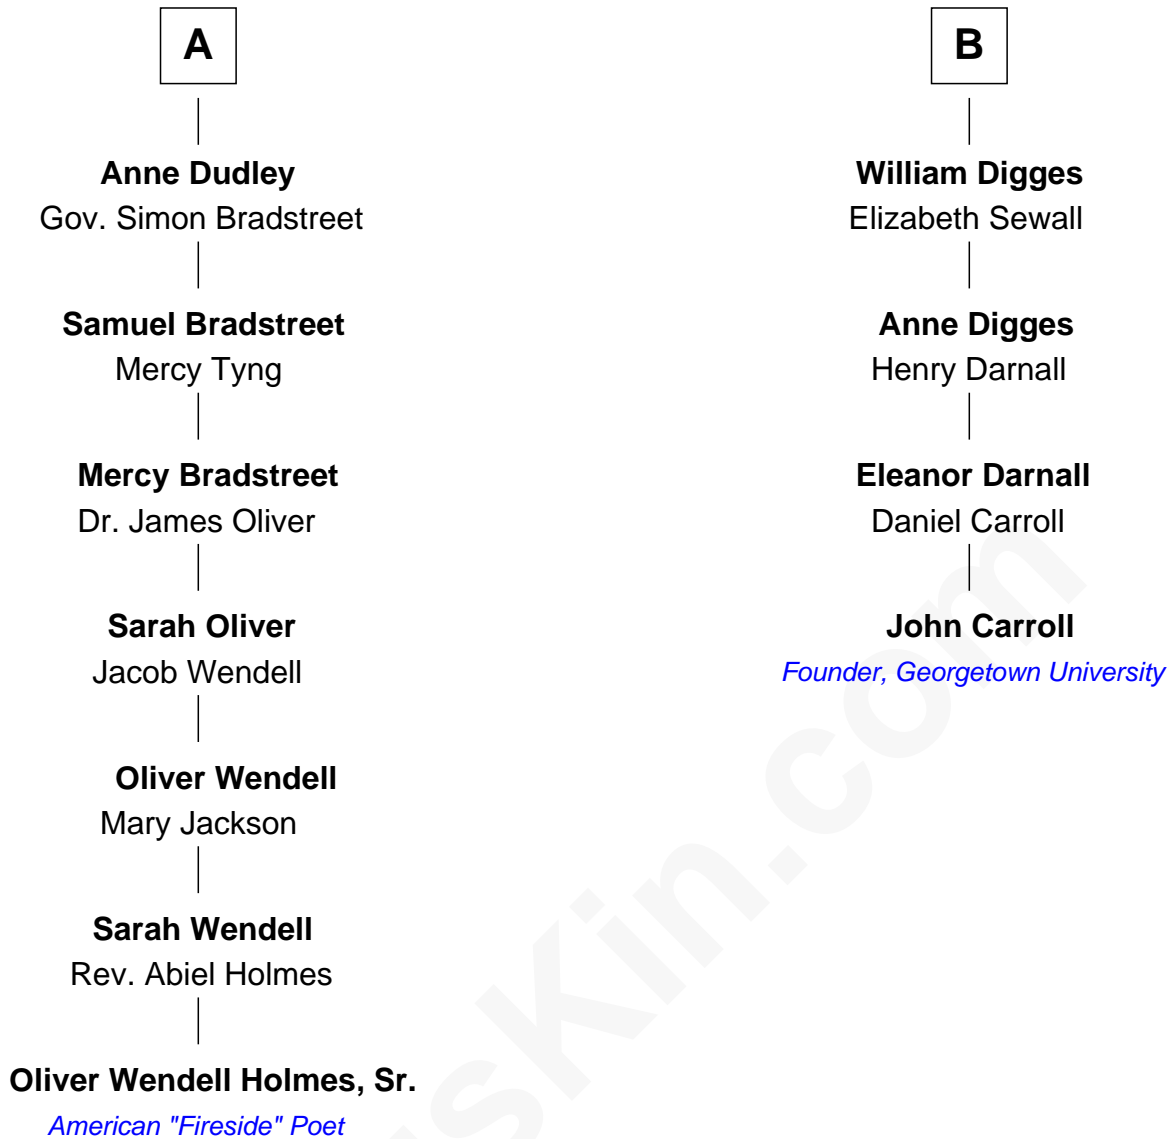 A
Anne Dudley
Gov. Simon Bradstreet
Samuel Bradstreet
Mercy Tyng
Mercy Bradstreet
Dr. James Oliver
Sarah Oliver
Jacob Wendell
Oliver Wendell
Mary Jackson
Sarah Wendell
Rev. Abiel Holmes
Oliver Wendell Holmes, Sr.
American "Fireside" Poet
B
William Digges
Elizabeth Sewall
Anne Digges
Henry Darnall
Eleanor Darnall
Daniel Carroll
John Carroll
Founder, Georgetown University
sKin.com